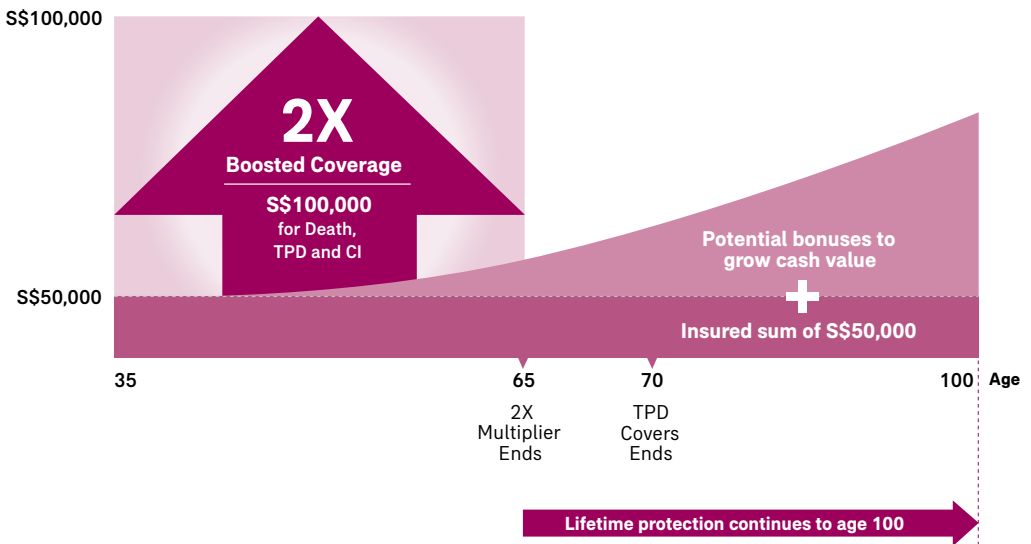 S$100,000
2X
Boosted Coverage
S$100,000
for Death,
TPD and CI
Potential bonuses to
grow cash value
S$50,000
Insured sum of S$50,000
35
65
70
100
Age
2X
Multiplier
Ends
TPD
Covers
Ends
Lifetime protection continues to age 100